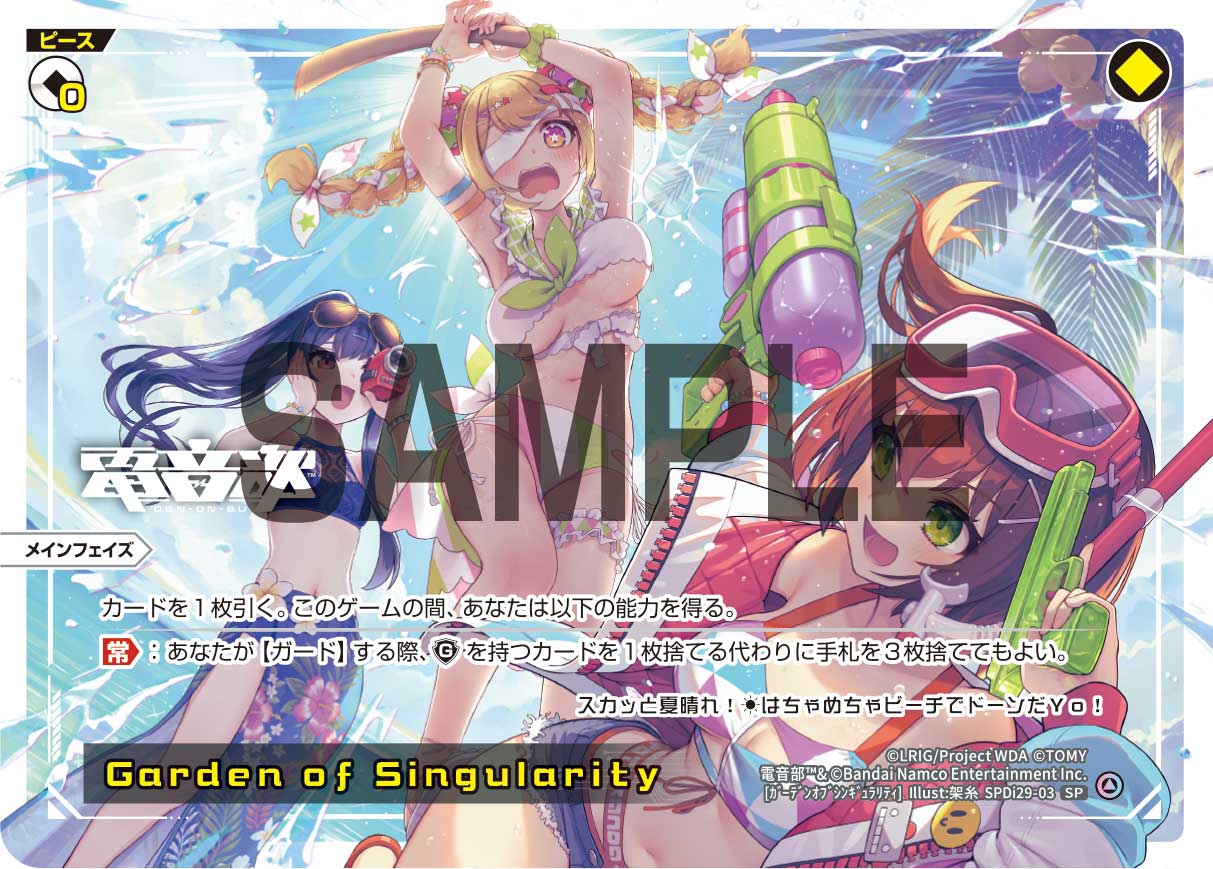 ピース
0
SAMPLE
電音部™
DEN-ON-BU
メインフェイズ
カードを1枚引く。このゲームの間、あなたは以下の能力を得る。
常：あなたが【ガード】する際、Gを持つカードを1枚捨てる代わりに手札を3枚捨ててもよい。
スカッと夏晴れ！☀はちゃめちゃビーチでドーンだYo！
©LRIG/Project WDA ©TOMY
Garden of Singularity
電音部™&©Bandai Namco Entertainment Inc.
[ｶﾞｰﾃﾞﾝｵﾌﾞｼﾝｷﾞｭﾗﾘﾃｨ] Illust:架糸 SPDi29-03 SP